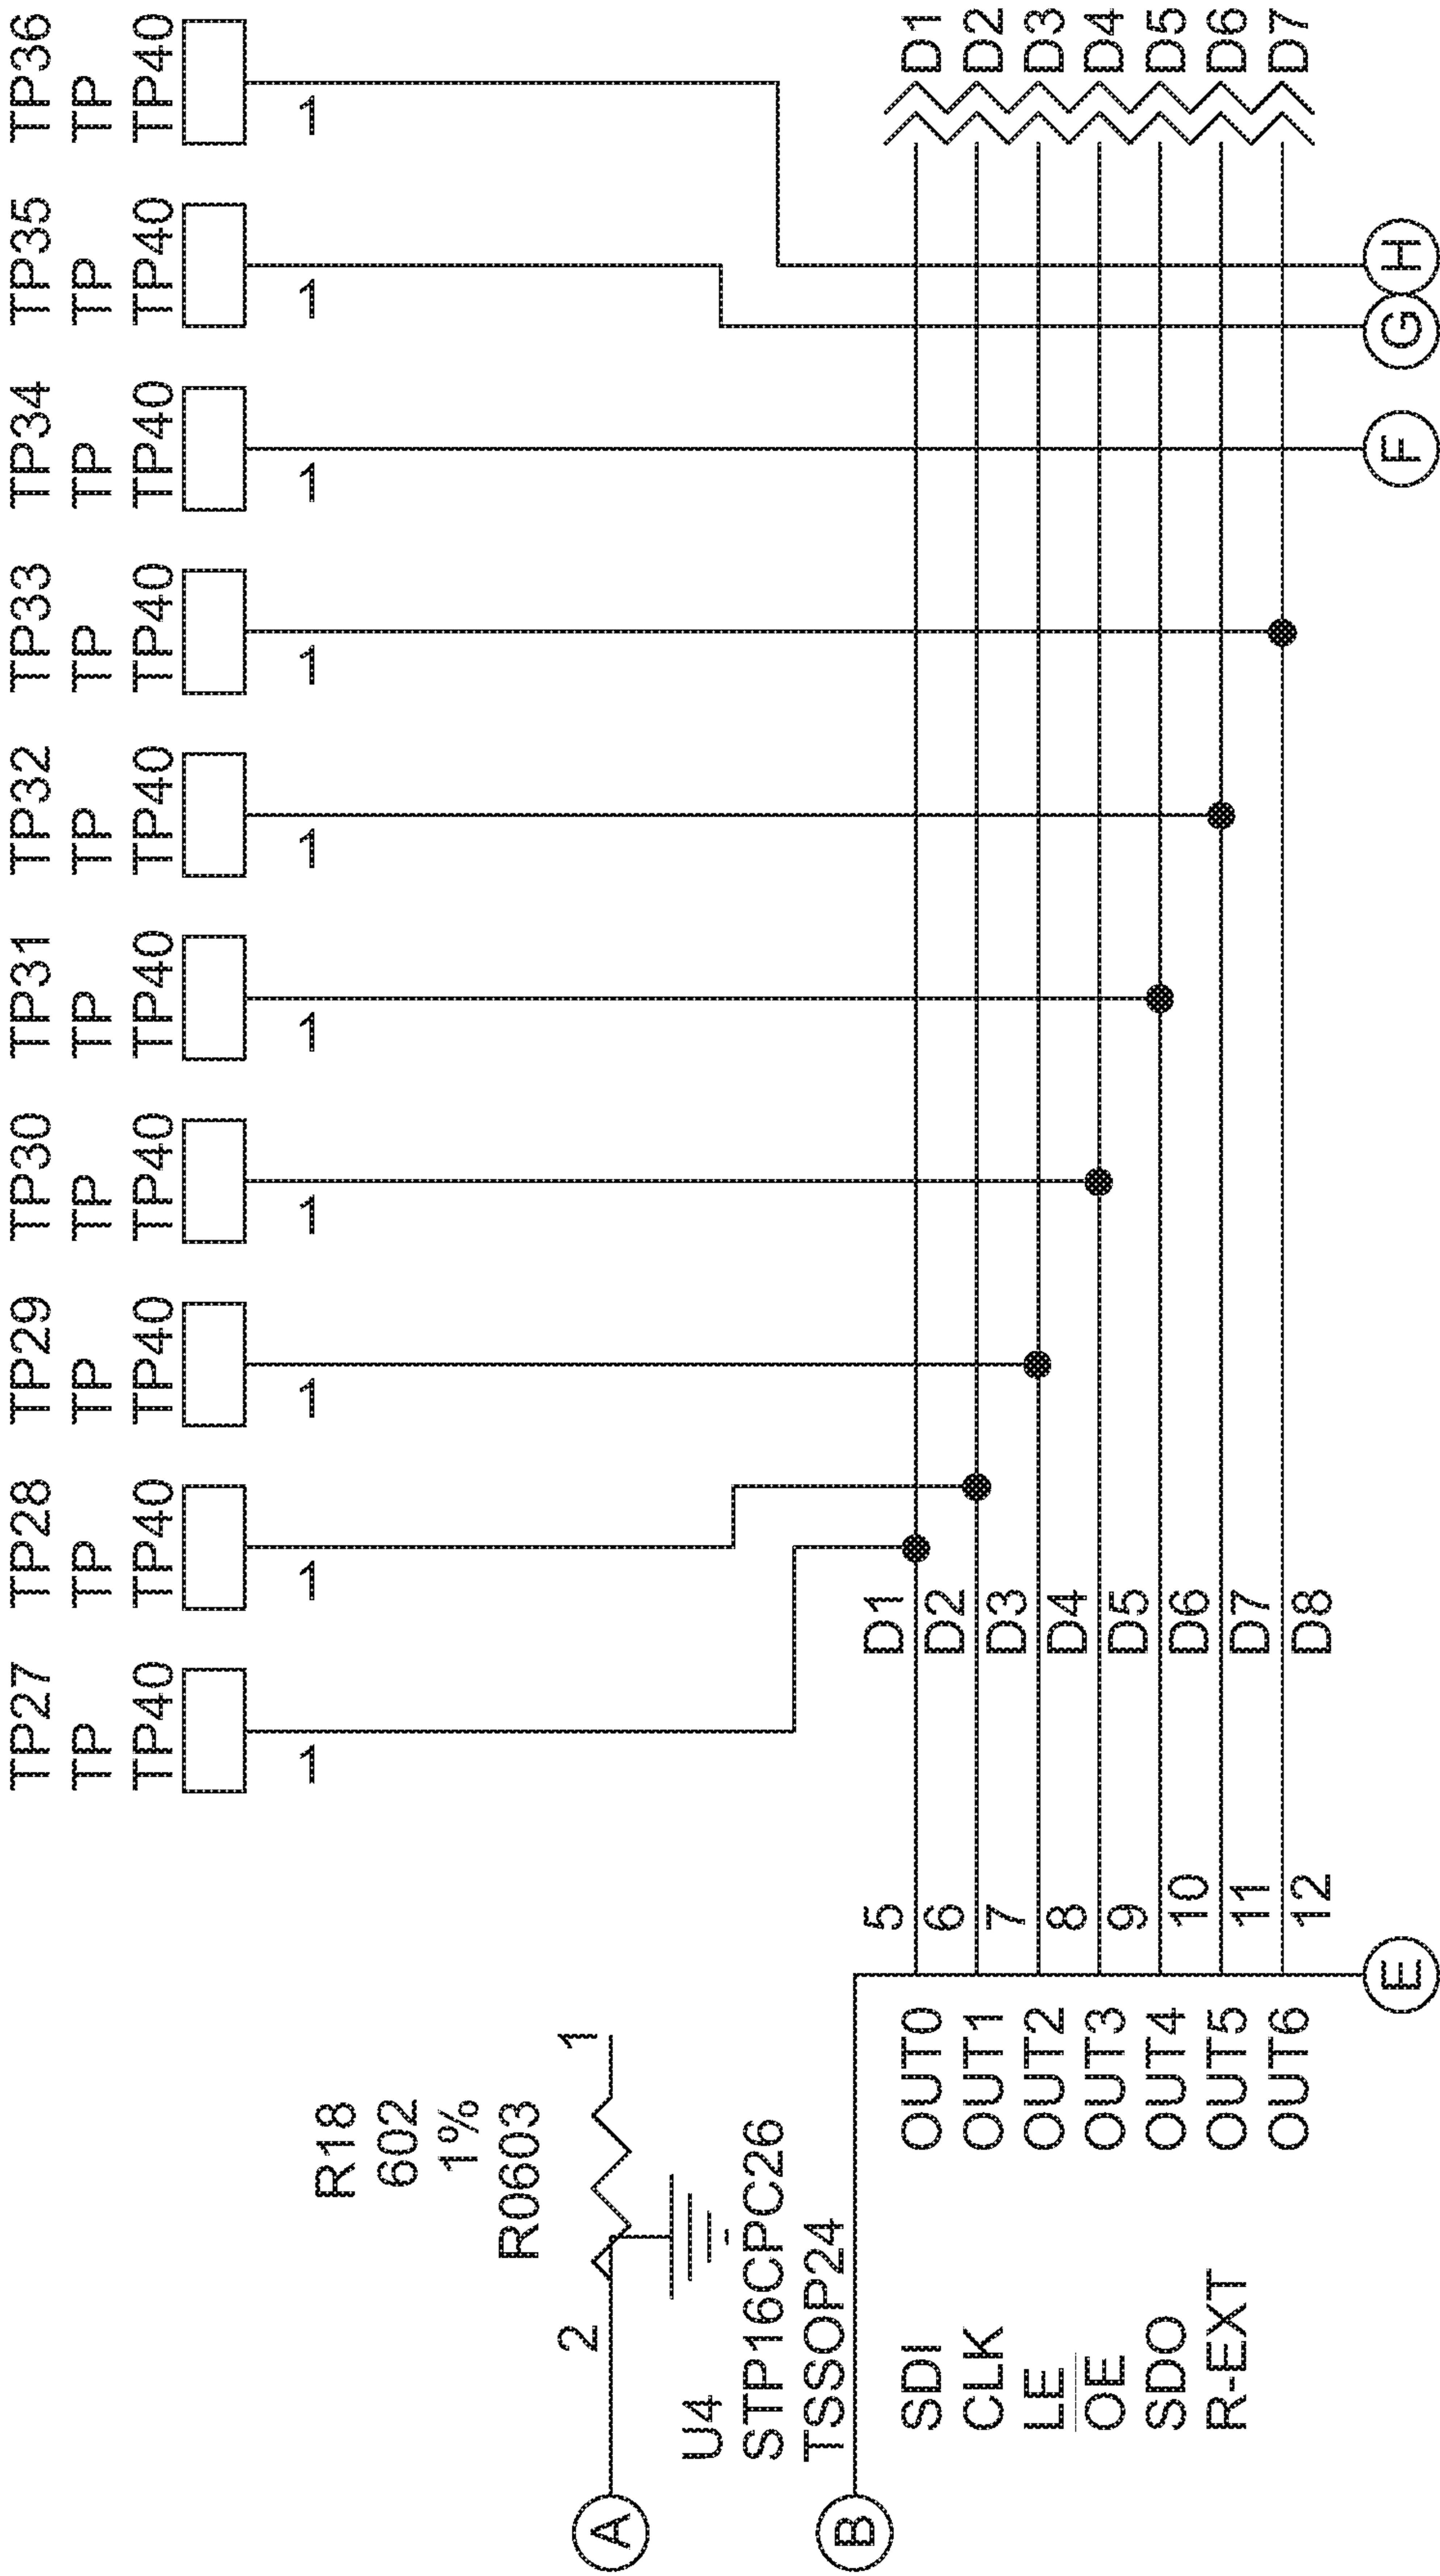 TP27
TP
TP40
1
TP28
TP
TP40
1
TP29
TP
TP40
1
TP30
TP
TP40
1
TP31
TP
TP40
1
TP32
TP
TP40
1
TP33
TP
TP40
1
TP34
TP
TP40
1
TP35
TP
TP40
1
TP36
TP
TP40
1
R18
602
1%
R0603
2
1
A
U4
STP16CPC26
TSSOP24
B
SDI
CLK
LE
OE
SDO
R-EXT
OUT0
OUT1
OUT2
OUT3
OUT4
OUT5
OUT6
5
6
7
8
9
10
11
12
D1
D2
D3
D4
D5
D6
D7
D8
D1
D2
D3
D4
D5
D6
D7
E
F
G
H